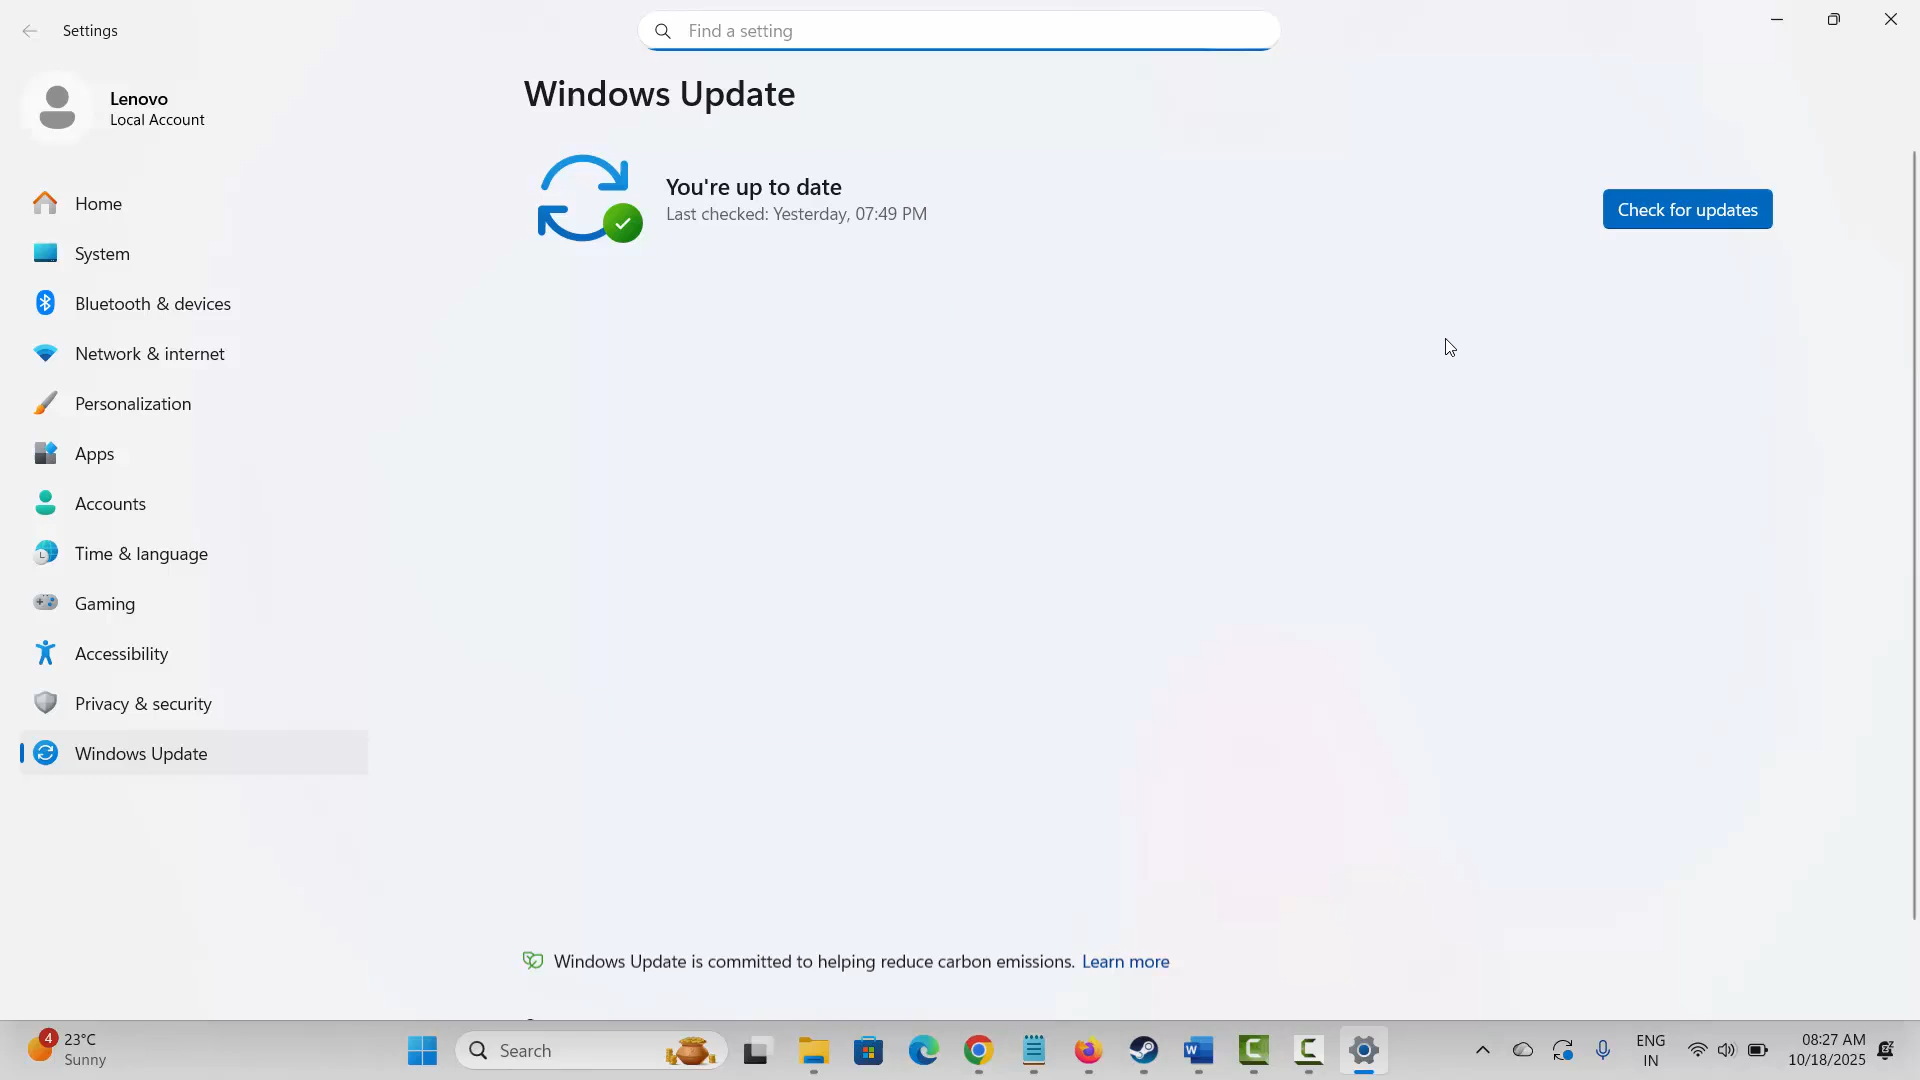 Settings
Find a setting
Lenovo
Local Account
Home
System
Bluetooth & devices
Network & internet
Personalization
Apps
Accounts
Time & language
Gaming
Accessibility
Privacy & security
Windows Update
Windows Update
You're up to date
Last checked: Yesterday, 07:49 PM
Check for updates
Windows Update is committed to helping reduce carbon emissions. Learn more
4
23°C
Sunny
Search
ENG
IN
08:27 AM
10/18/2025